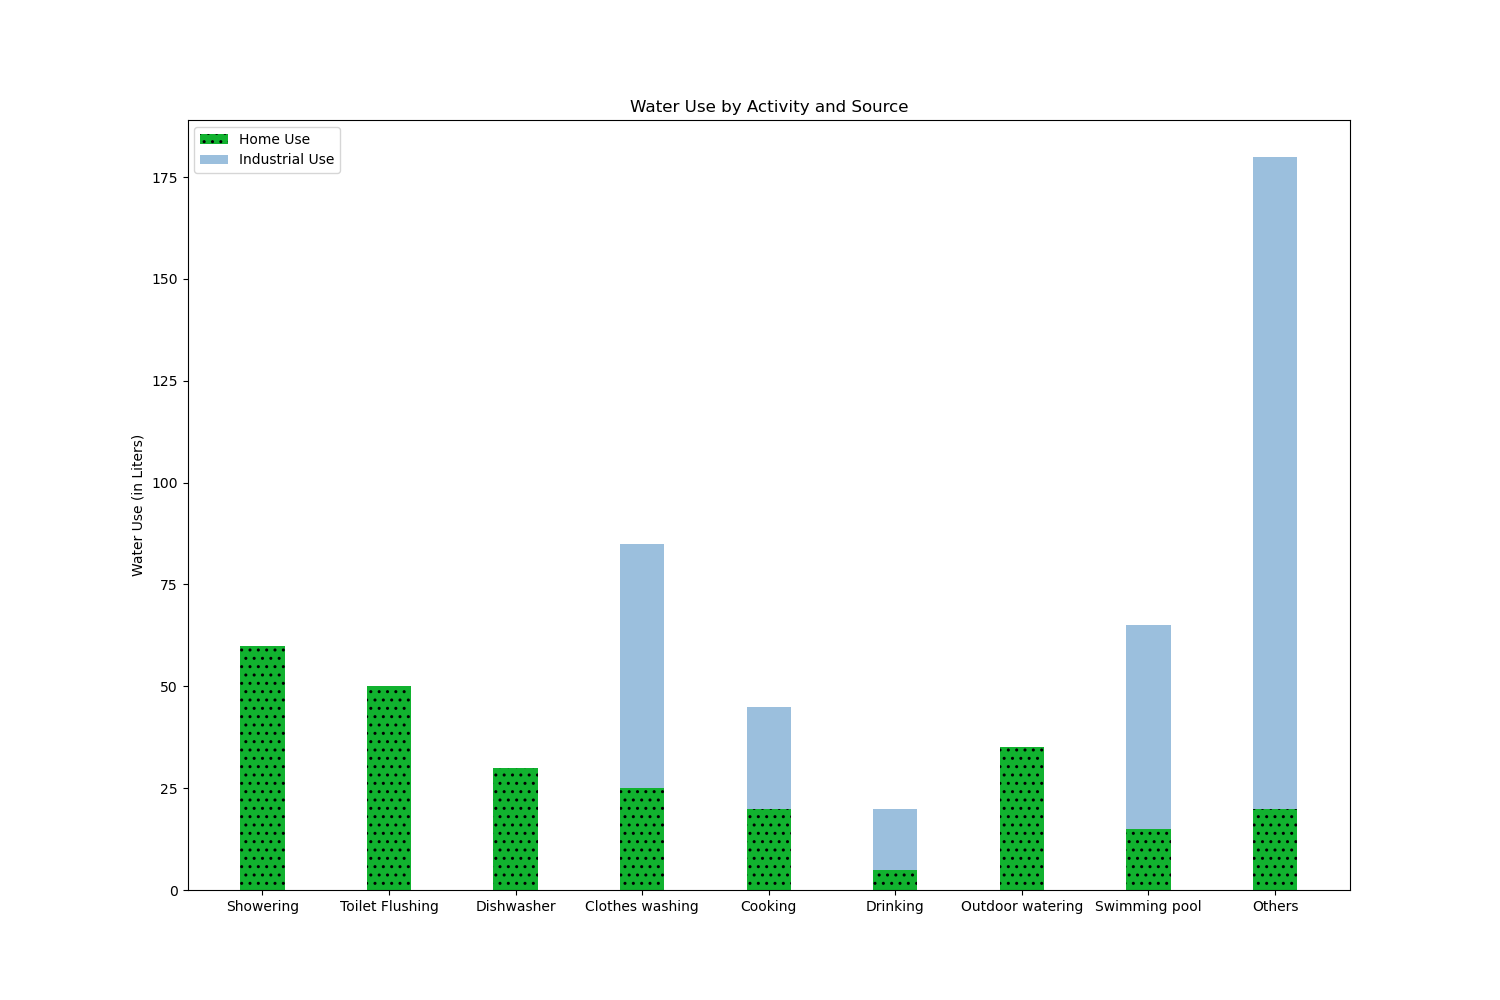 Water Use by Activity and Source
Home Use
Industrial Use
175
150
125
100
75
50
25
0
Water Use (in Liters)
Showering
Toilet Flushing
Dishwasher
Clothes washing
Cooking
Drinking
Outdoor watering
Swimming pool
Others